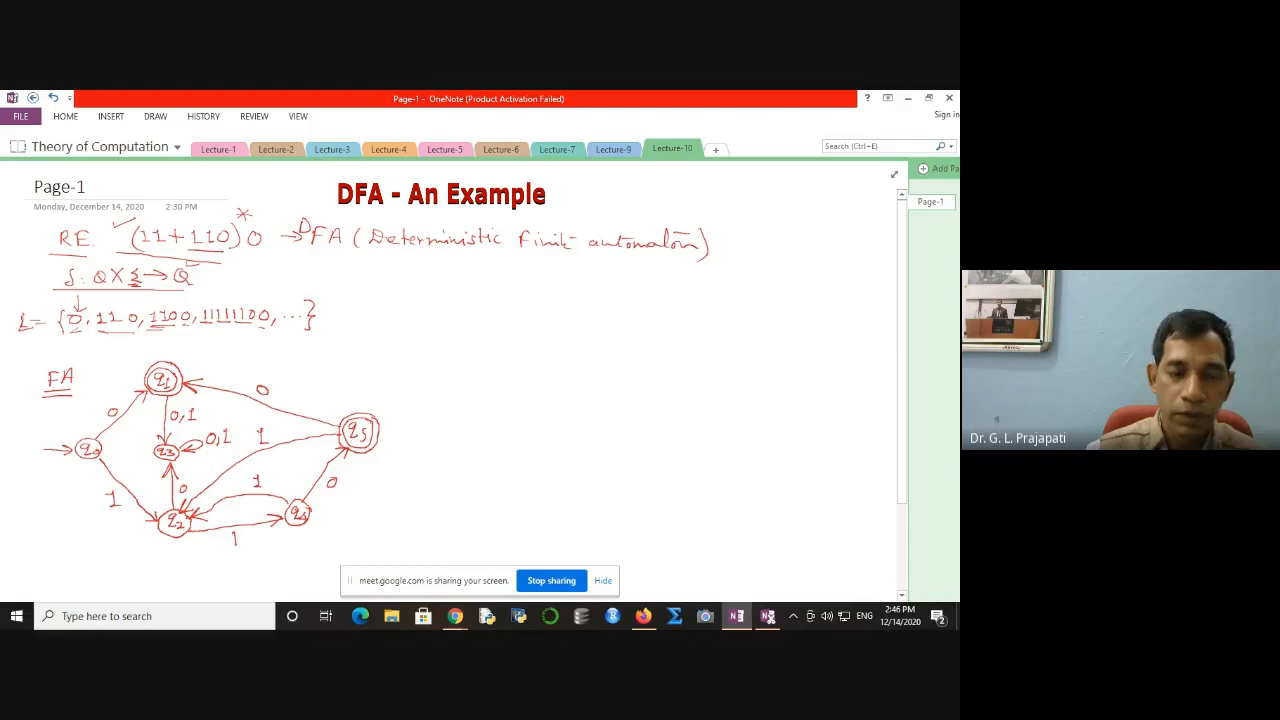 Page-1 - OneNote (Product Activation Failed)
FILE HOME INSERT DRAW HISTORY REVIEW VIEW
Sign in
Theory of Computation Lecture-1 Lecture-2 Lecture-3 Lecture-4 Lecture-5 Lecture-6 Lecture-7 Lecture-9 Lecture-10 Search (Ctrl+E)
Page-1 DFA - An Example
Add Pa
Monday, December 14, 2020 2:30 PM
Page-1
RE. (11+110)*0 → DFA (Deterministic finite automaton)
δ: Q X Σ → Q
L = {0, 110, 1100, 11111100, ...}
FA
q1
0
0
0,1
q0 q3 0,1 1 q5
1 0 1 0
q2 q4
1
Dr. G. L. Prajapati
meet.google.com is sharing your screen. Stop sharing Hide
Type here to search
ENG
2:46 PM
12/14/2020
2